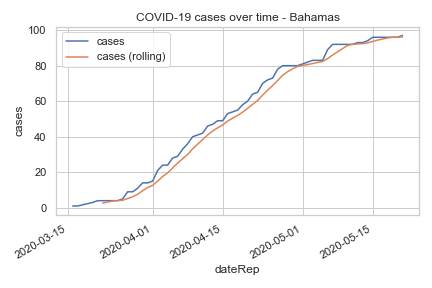 COVID-19 cases over time - Bahamas
cases
cases (rolling)
100
80
60
40
20
0
cases
2020-03-15
2020-04-01
2020-04-15
2020-05-01
2020-05-15
dateRep